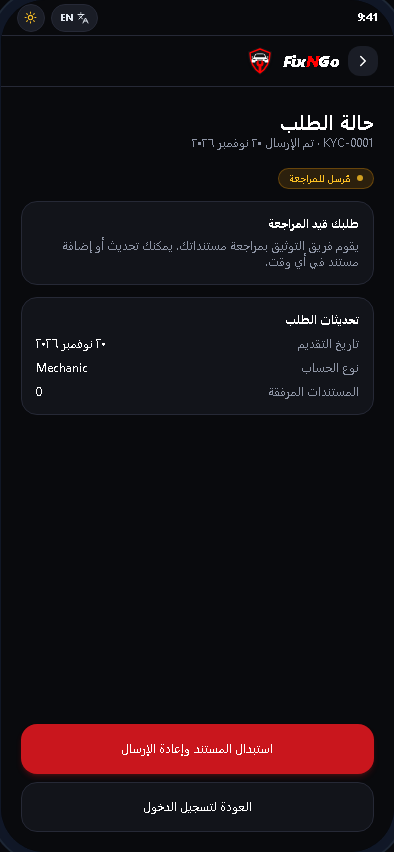 9:41
EN
FixNGo
حالة الطلب
KYC-0001 · تم الإرسال ٢٠ نوفمبر ٢٠٢٦
مُرسل للمراجعة
طلبك قيد المراجعة
يقوم فريق التوثيق بمراجعة مستنداتك. يمكنك تحديث أو إضافة
مستند في أي وقت.
تحديثات الطلب
تاريخ التقديم ٢٠ نوفمبر ٢٠٢٦
نوع الحساب Mechanic
المستندات المرفقة 0
استبدال المستند وإعادة الإرسال
العودة لتسجيل الدخول